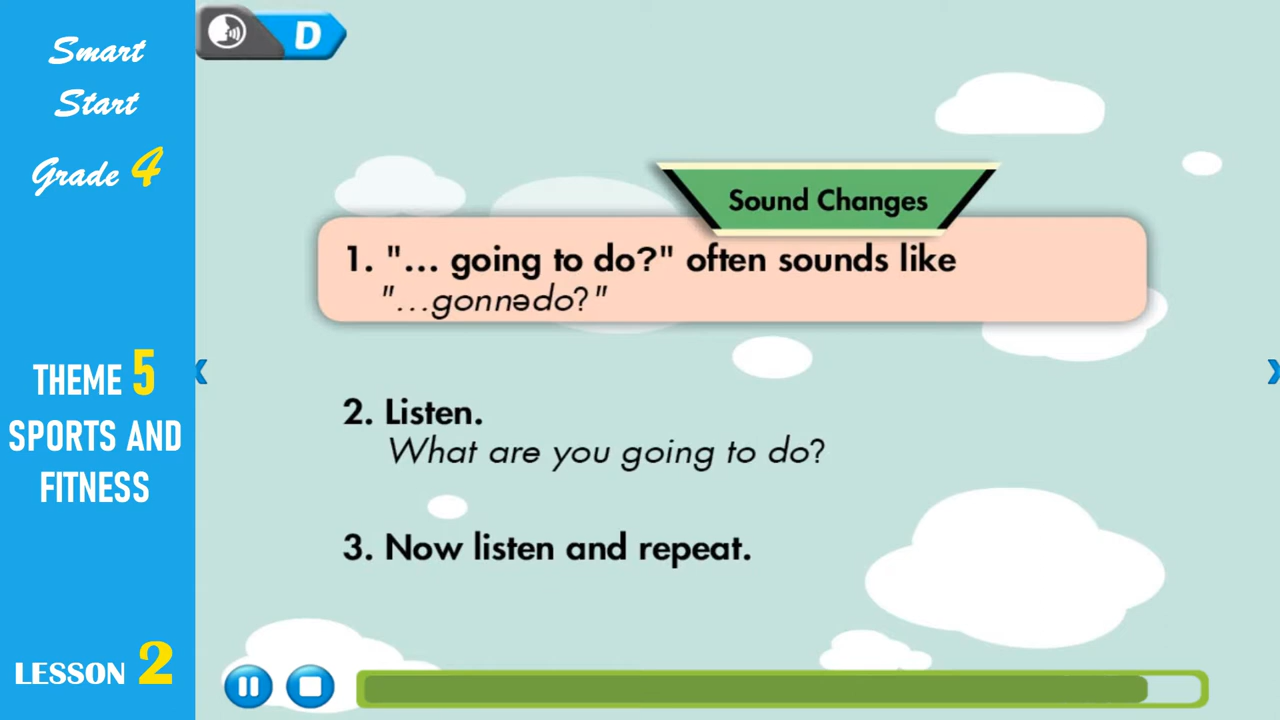 Smart
Start
Grade 4
THEME 5
SPORTS AND
FITNESS
LESSON 2
D
Sound Changes
1. "... going to do?" often sounds like
"...gonnədo?"
2. Listen.
What are you going to do?
3. Now listen and repeat.